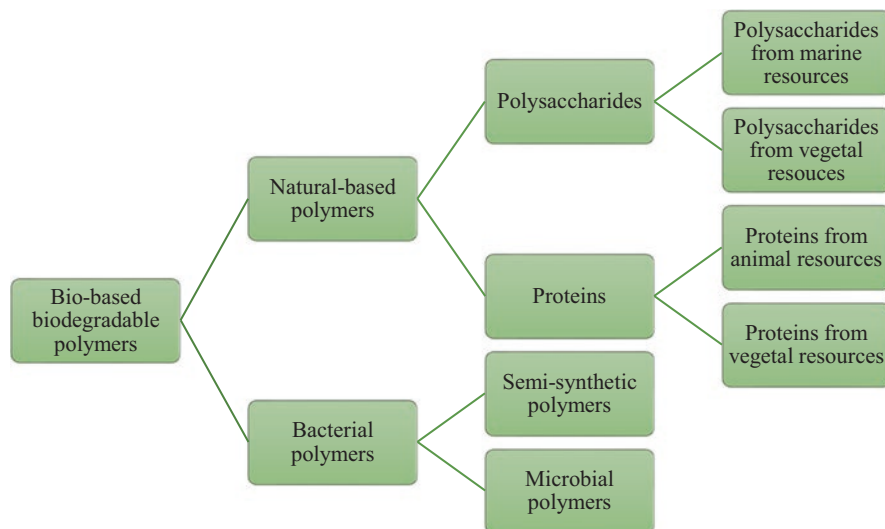 Bio-based
biodegradable
polymers
Natural-based
polymers
Bacterial
polymers
Polysaccharides
Proteins
Semi-synthetic
polymers
Microbial
polymers
Polysaccharides
from marine
resources
Polysaccharides
from vegetal
resouces
Proteins from
animal resources
Proteins from
vegetal resources